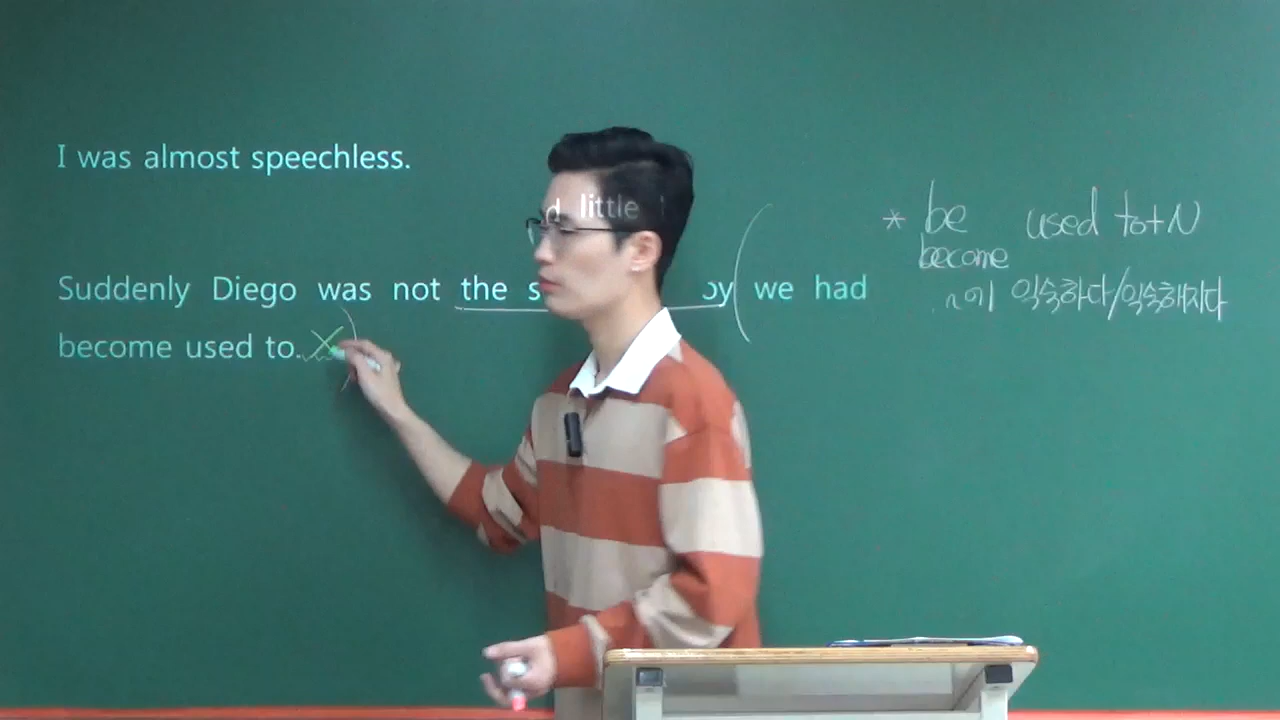 I was almost speechless.
little
Suddenly Diego was not the s oy we had
become used to.
* be used to+N
become
~에 익숙하다/익숙해지다